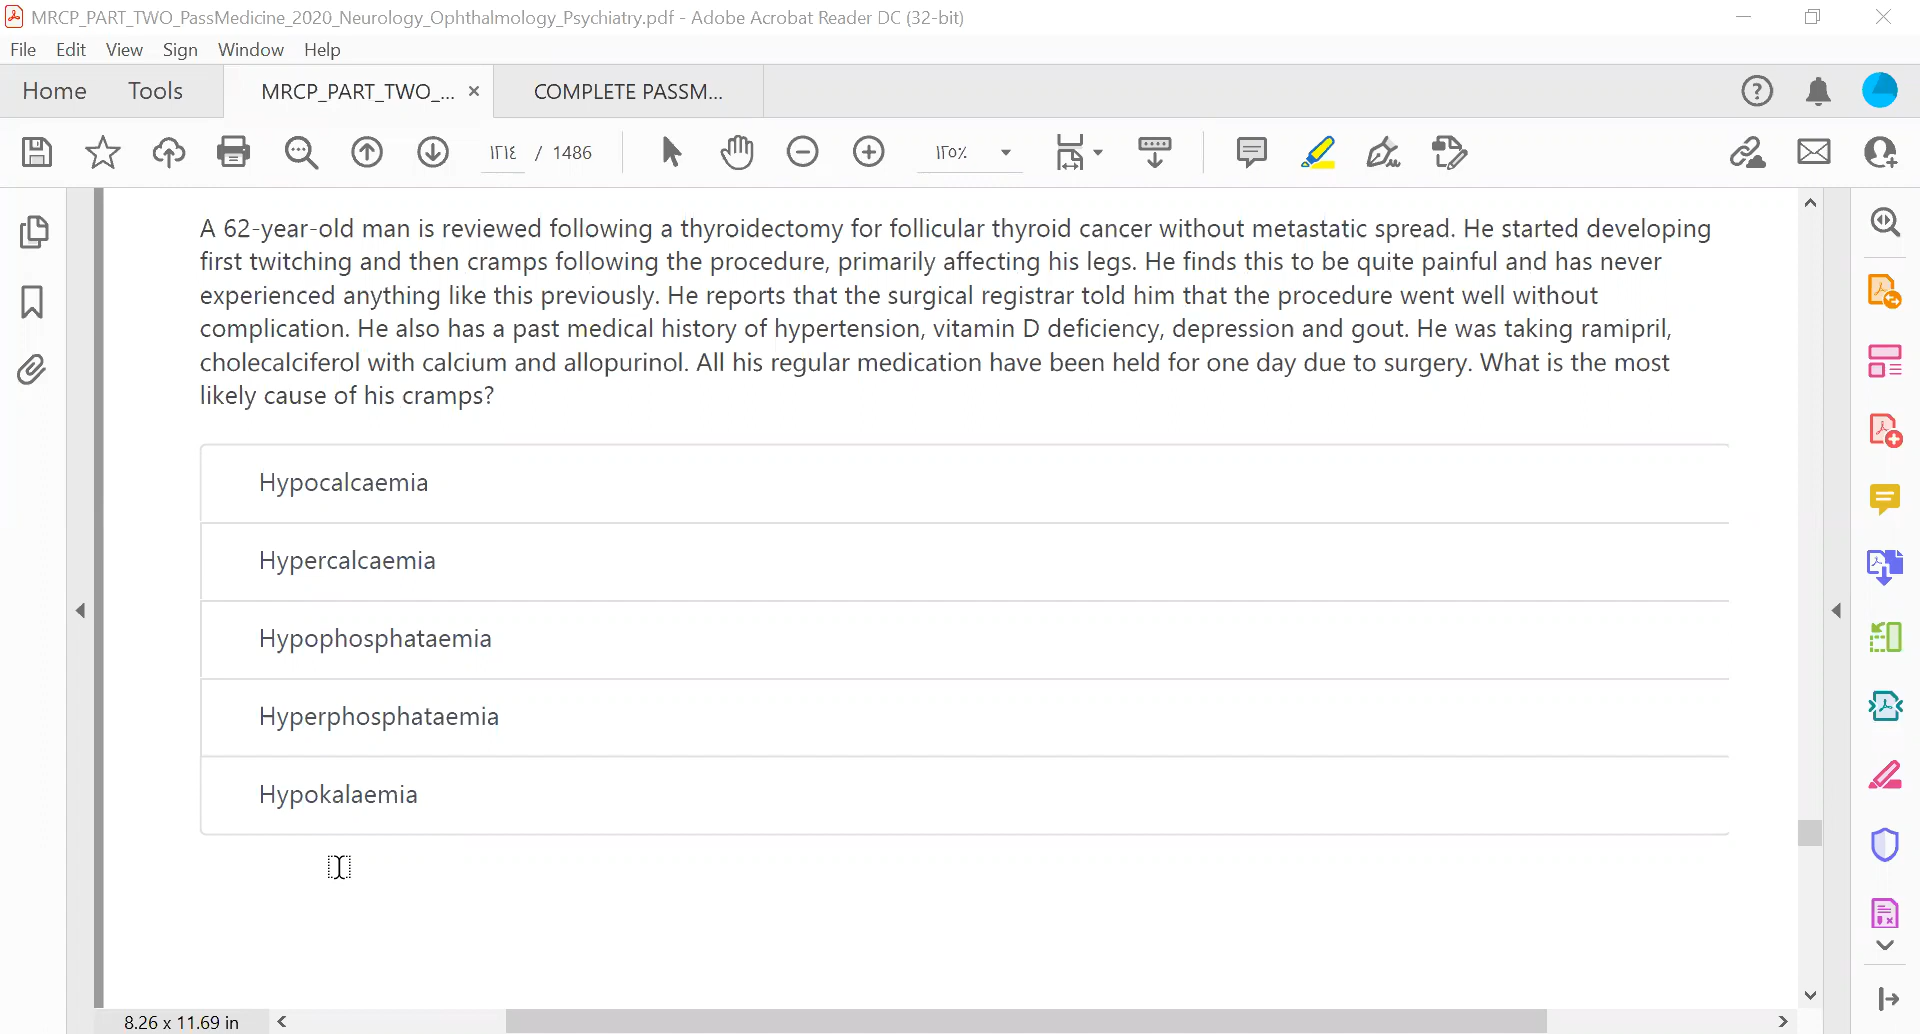 MRCP_PART_TWO_PassMedicine_2020_Neurology_Ophthalmology_Psychiatry.pdf - Adobe Acrobat Reader DC (32-bit)
File Edit View Sign Window Help
Home Tools MRCP_PART_TWO_... × COMPLETE PASSM...
١٢١٤ / 1486 ١٢٥٪
A 62-year-old man is reviewed following a thyroidectomy for follicular thyroid cancer without metastatic spread. He started developing
first twitching and then cramps following the procedure, primarily affecting his legs. He finds this to be quite painful and has never
experienced anything like this previously. He reports that the surgical registrar told him that the procedure went well without
complication. He also has a past medical history of hypertension, vitamin D deficiency, depression and gout. He was taking ramipril,
cholecalciferol with calcium and allopurinol. All his regular medication have been held for one day due to surgery. What is the most
likely cause of his cramps?
Hypocalcaemia
Hypercalcaemia
Hypophosphataemia
Hyperphosphataemia
Hypokalaemia
8.26 x 11.69 in